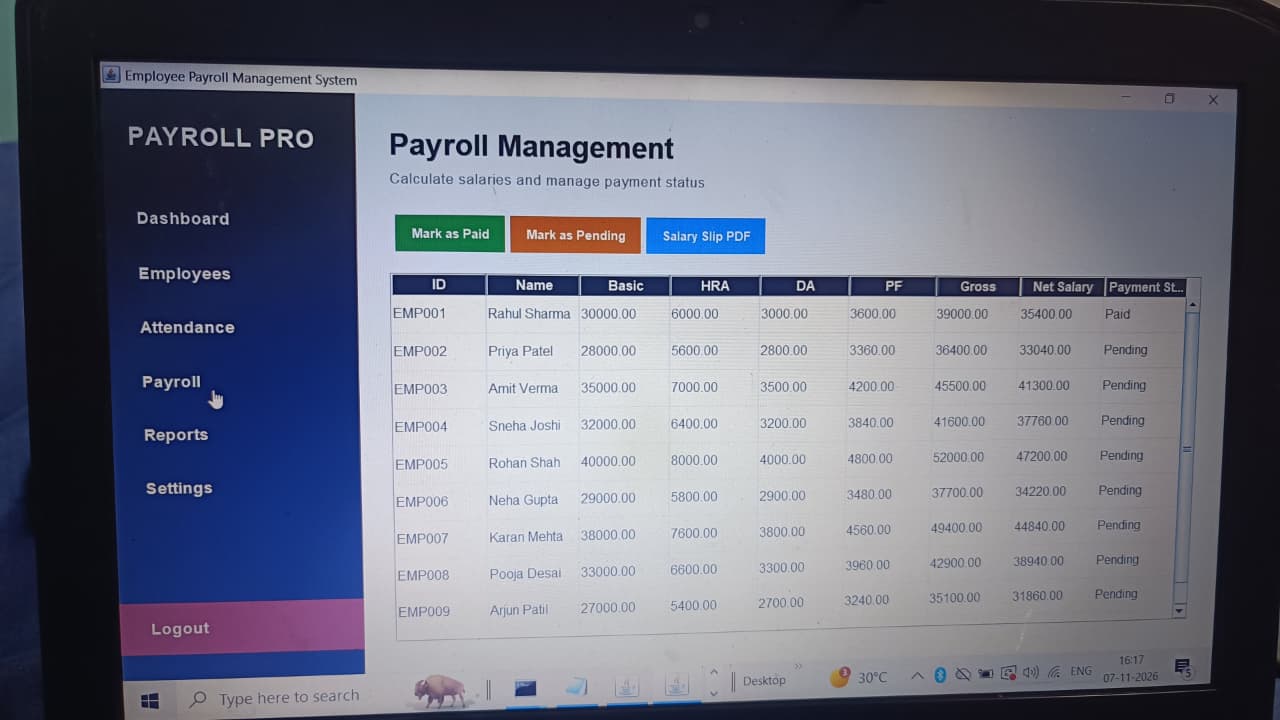 Employee Payroll Management System
PAYROLL PRO
Dashboard
Employees
Attendance
Payroll
Reports
Settings
Logout
Payroll Management
Calculate salaries and manage payment status
Mark as Paid Mark as Pending Salary Slip PDF
ID Name Basic HRA DA PF Gross Net Salary Payment St...
EMP001 Rahul Sharma 30000.00 6000.00 3000.00 3600.00 39000.00 35400.00 Paid
EMP002 Priya Patel 28000.00 5600.00 2800.00 3360.00 36400.00 33040.00 Pending
EMP003 Amit Verma 35000.00 7000.00 3500.00 4200.00 45500.00 41300.00 Pending
EMP004 Sneha Joshi 32000.00 6400.00 3200.00 3840.00 41600.00 37760.00 Pending
EMP005 Rohan Shah 40000.00 8000.00 4000.00 4800.00 52000.00 47200.00 Pending
EMP006 Neha Gupta 29000.00 5800.00 2900.00 3480.00 37700.00 34220.00 Pending
EMP007 Karan Mehta 38000.00 7600.00 3800.00 4560.00 49400.00 44840.00 Pending
EMP008 Pooja Desai 33000.00 6600.00 3300.00 3960.00 42900.00 38940.00 Pending
EMP009 Arjun Patil 27000.00 5400.00 2700.00 3240.00 35100.00 31860.00 Pending
Type here to search Desktop 3 30°C ENG 16:17 5
07-11-2026